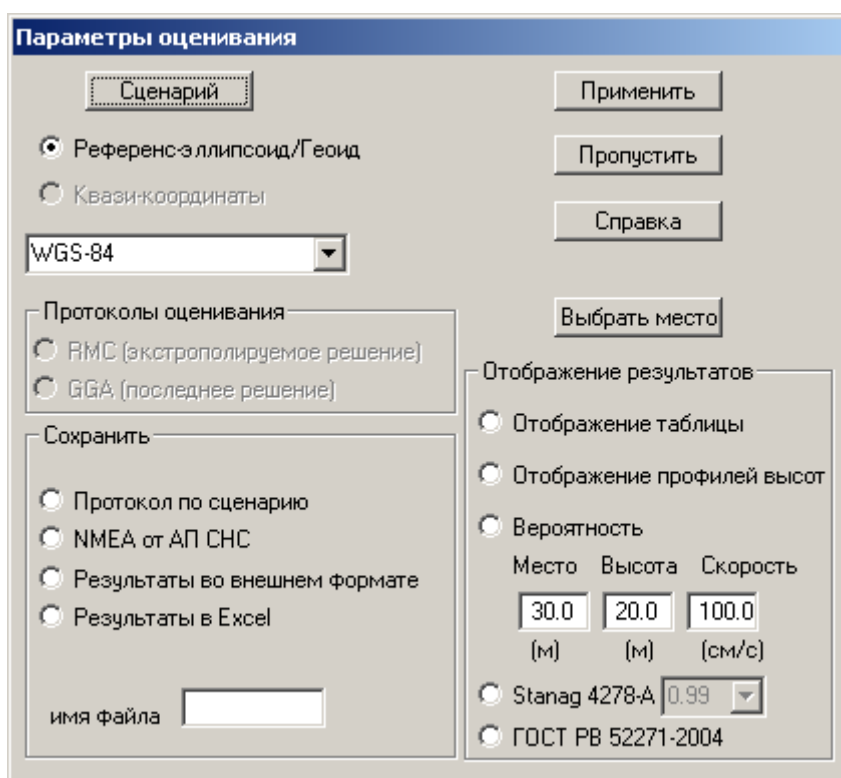 Параметры оценивания
Сценарий
Референс-эллипсоид/Геоид
Квази-координаты
WGS-84
Применить
Пропустить
Справка
Выбрать место
Протоколы оценивания
RMC (экстрополируемое решение)
GGA (последнее решение)
Сохранить
Протокол по сценарию
NMEA от АП СНС
Результаты во внешнем формате
Результаты в Excel
имя файла
Отображение результатов
Отображение таблицы
Отображение профилей высот
Вероятность
Место Высота Скорость
30.0 20.0 100.0
(м) (м) (см/с)
Stanag 4278-A 0.99
ГОСТ РВ 52271-2004